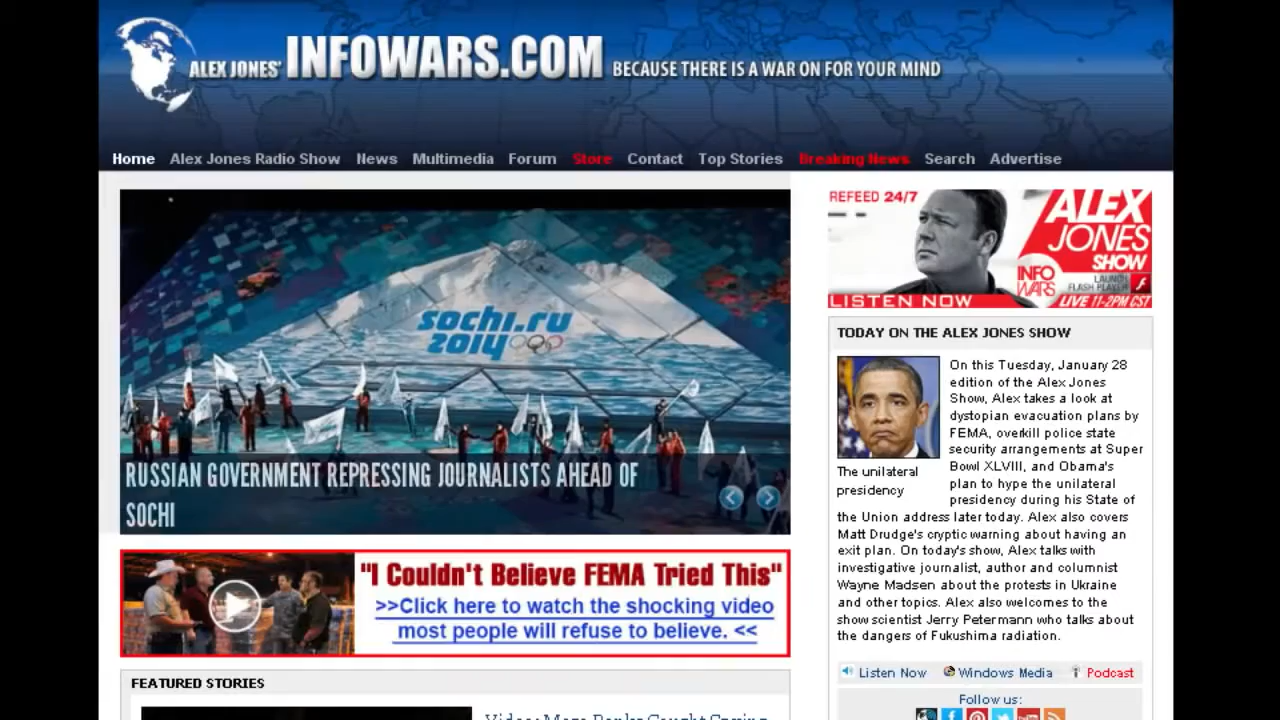 ALEX JONES' INFOWARS.COM BECAUSE THERE IS A WAR ON FOR YOUR MIND
Home Alex Jones Radio Show News Multimedia Forum Store Contact Top Stories Breaking News Search Advertise
sochi.ru
2014
RUSSIAN GOVERNMENT REPRESSING JOURNALISTS AHEAD OF
SOCHI
"I Couldn't Believe FEMA Tried This"
>>Click here to watch the shocking video
most people will refuse to believe. <<
FEATURED STORIES
Video: More Banks Caught
REFEED 24/7
ALEX
JONES
SHOW
INFO
WARS
LAUNCH
FLASH PLAYER
LISTEN NOW
LIVE 11-2PM CST
TODAY ON THE ALEX JONES SHOW
The unilateral
presidency
On this Tuesday, January 28
edition of the Alex Jones
Show, Alex takes a look at
dystopian evacuation plans by
FEMA, overkill police state
security arrangements at Super
Bowl XLVIII, and Obama's
plan to hype the unilateral
presidency during his State of
the Union address later today. Alex also covers
Matt Drudge's cryptic warning about having an
exit plan. On today's show, Alex talks with
investigative journalist, author and columnist
Wayne Madsen about the protests in Ukraine
and other topics. Alex also welcomes to the
show scientist Jerry Petermann who talks about
the dangers of Fukushima radiation.
Listen Now Windows Media Podcast
Follow us: